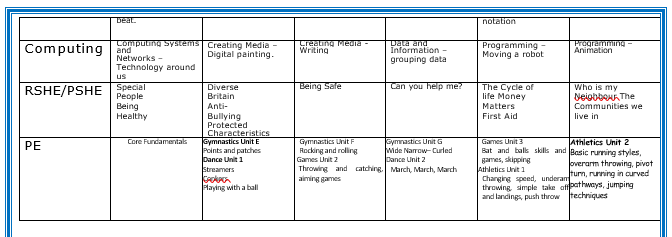 beat.
notation
Computing
Computing Systems
and
Networks –
Technology around
us
Creating Media –
Digital painting.
Creating Media -
Writing
Data and
Information –
grouping data
Programming –
Moving a robot
Programming –
Animation
RSHE/PSHE
Special
People
Being
Healthy
Diverse
Britain
Anti-
Bullying
Protected
Characteristics
Being Safe
Can you help me?
The Cycle of
life Money
Matters
First Aid
Who is my
Neighbour The
Communities we
live in
PE
Core Fundamentals
Gymnastics Unit E
Points and patches
Dance Unit 1
Streamers
Conkers
Playing with a ball
Gymnastics Unit F
Rocking and rolling
Games Unit 2
Throwing and catching,
aiming games
Gymnastics Unit G
Wide Narrow– Curled
Dance Unit 2
March, March, March
Games Unit 3
Bat and balls skills and
games, skipping
Athletics Unit 1
Changing speed, underarm
throwing, simple take off
and landings, push throw
Athletics Unit 2
Basic running styles,
overarm throwing, pivot
turn, running in curved
pathways, jumping
techniques